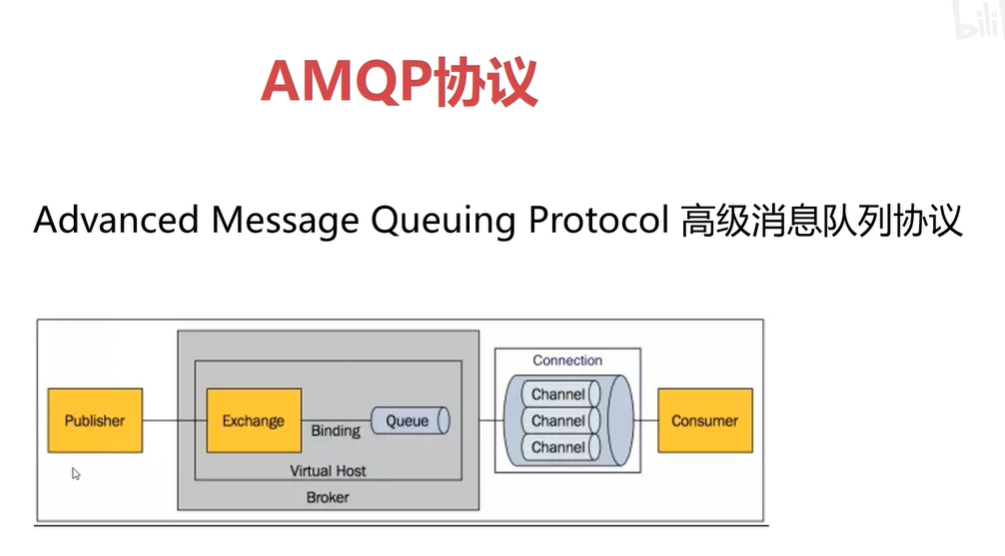 AMQP协议
Advanced Message Queuing Protocol 高级消息队列协议
Publisher
Exchange
Binding
Queue
Virtual Host
Broker
Connection
Channel
Channel
Channel
Consumer